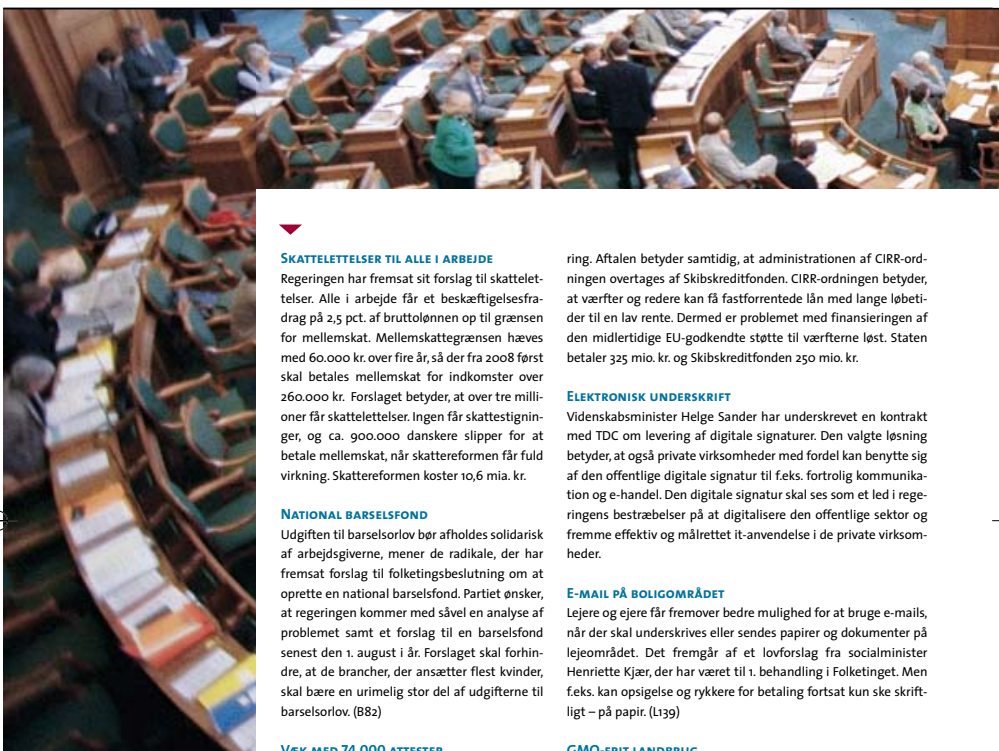 SKATTELETTELSER TIL ALLE I ARBEJDE
Regeringen har fremsat sit forslag til skattelet-
telser. Alle i arbejde får et beskæftigelsesfra-
drag på 2,5 pct. af bruttolønnen op til grænsen
for mellemskat. Mellemskattegrænsen hæves
med 60.000 kr. over fire år, så der fra 2008 først
skal betales mellemskat for indkomster over
260.000 kr. Forslaget betyder, at over tre milli-
oner får skattelettelser. Ingen får skattestignin-
ger, og ca. 900.000 danskere slipper for at
betale mellemskat, når skattereformen får fuld
virkning. Skattereformen koster 10,6 mia. kr.
NATIONAL BARSELSFOND
Udgiften til barselsorlov bør afholdes solidarisk
af arbejdsgiverne, mener de radikale, der har
fremsat forslag til folketingsbeslutning om at
oprette en national barselsfond. Partiet ønsker,
at regeringen kommer med såvel en analyse af
problemet samt et forslag til en barselsfond
senest den 1. august i år. Forslaget skal forhin-
dre, at de brancher, der ansætter flest kvinder,
skal bære en urimelig stor del af udgifterne til
barselsorlov. (B82)
VÆK MED 74.000 ATTESTER
ring. Aftalen betyder samtidig, at administrationen af CIRR-ord-
ningen overtages af Skibskreditfonden. CIRR-ordningen betyder,
at værfter og redere kan få fastforrentede lån med lange løbeti-
der til en lav rente. Dermed er problemet med finansieringen af
den midlertidige EU-godkendte støtte til værfterne løst. Staten
betaler 325 mio. kr. og Skibskreditfonden 250 mio. kr.
ELEKTRONISK UNDERSKRIFT
Videnskabsminister Helge Sander har underskrevet en kontrakt
med TDC om levering af digitale signaturer. Den valgte løsning
betyder, at også private virksomheder med fordel kan benytte sig
af den offentlige digitale signatur til f.eks. fortrolig kommunika-
tion og e-handel. Den digitale signatur skal ses som et led i rege-
ringens bestræbelser på at digitalisere den offentlige sektor og
fremme effektiv og målrettet it-anvendelse i de private virksom-
heder.
E-MAIL PÅ BOLIGOMRÅDET
Lejere og ejere får fremover bedre mulighed for at bruge e-mails,
når der skal underskrives eller sendes papirer og dokumenter på
lejeområdet. Det fremgår af et lovforslag fra socialminister
Henriette Kjær, der har været til 1. behandling i Folketinget. Men
f.eks. kan opsigelse og rykkere for betaling fortsat kun ske skrift-
ligt – på papir. (L139)
GMO-FRIT LANDBRUG